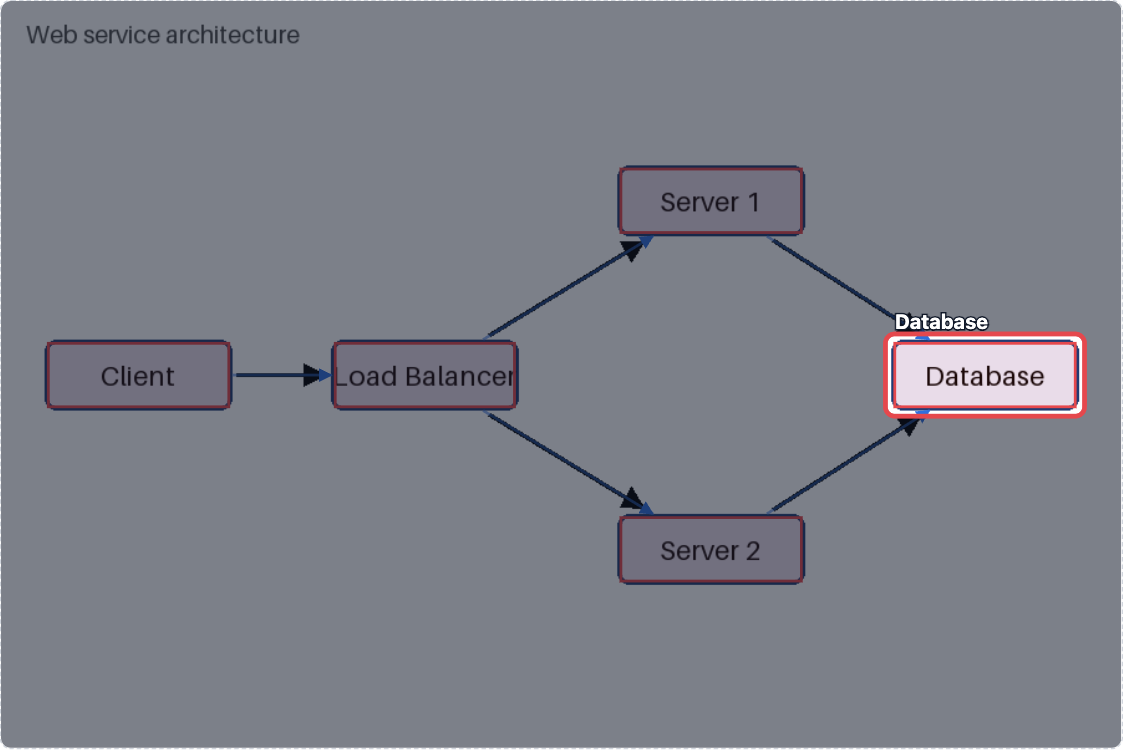 Web service architecture
Server 1
Database
Client
Load Balancer
Database
Server 2